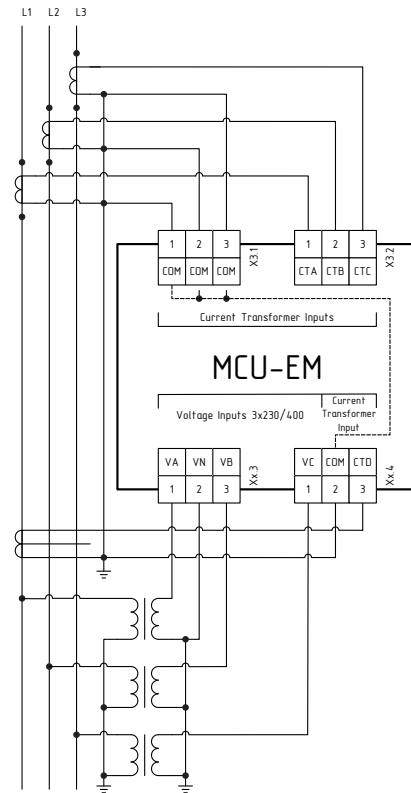 L1 L2 L3
1 2 3 X3.1 1 2 3 X3.2
COM COM COM CTA CTB CTC
Current Transformer Inputs
MCU-EM
Voltage Inputs 3x230/400
Current
Transformer
Input
VA VN VB Xx.3 VC COM CTD Xx.4
1 2 3 1 2 3